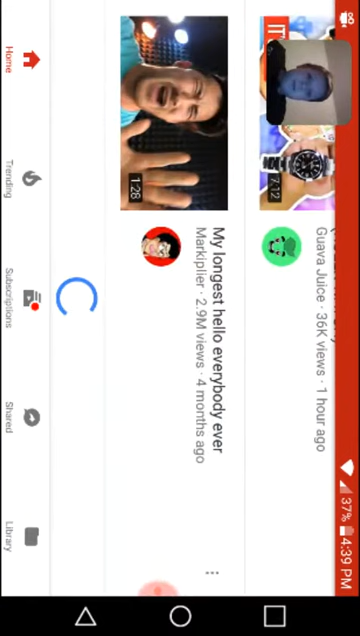 37% 4:39 PM
IT
7:12
Guava Juice · 36K views · 1 hour ago
1:28
My longest hello everybody ever
Markiplier · 2.9M views · 4 months ago
Home
Trending
Subscriptions
Shared
Library